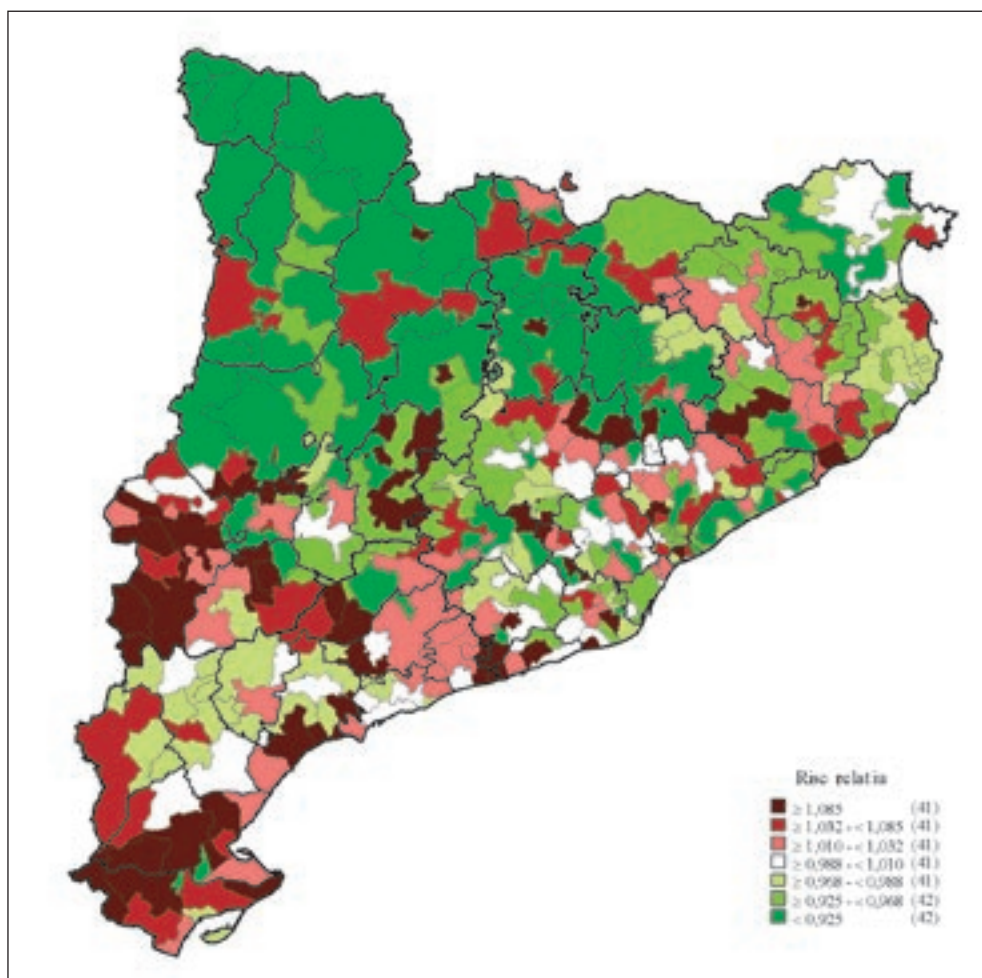 Risc relatiu
≥ 1,085 (41)
≥ 1,032 - < 1,085 (41)
≥ 1,010 - < 1,032 (41)
≥ 0,988 - < 1,010 (41)
≥ 0,968 - < 0,988 (41)
≥ 0,925 - < 0,968 (42)
< 0,925 (42)